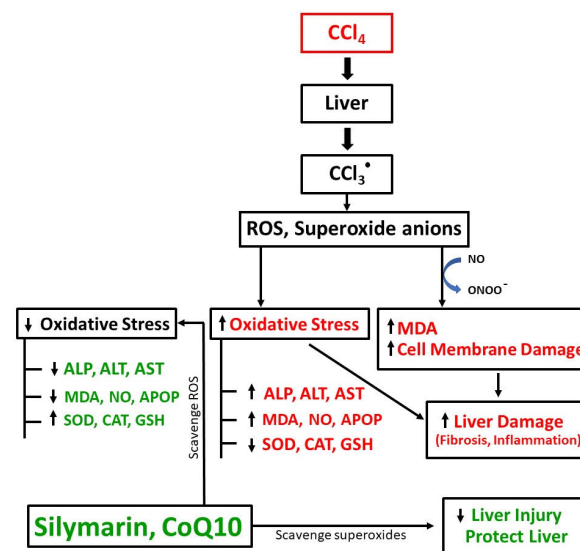 CCl₄
Liver
CCl₃•
ROS, Superoxide anions
NO
ONOO⁻
↓ Oxidative Stress
↑ Oxidative Stress
↑ MDA
↑ Cell Membrane Damage
↓ ALP, ALT, AST
↓ MDA, NO, APOP
↑ SOD, CAT, GSH
Scavenge ROS
↑ ALP, ALT, AST
↑ MDA, NO, APOP
↓ SOD, CAT, GSH
↑ Liver Damage
(Fibrosis, Inflammation)
Silymarin, CoQ10
Scavenge superoxides
↓ Liver Injury
Protect Liver